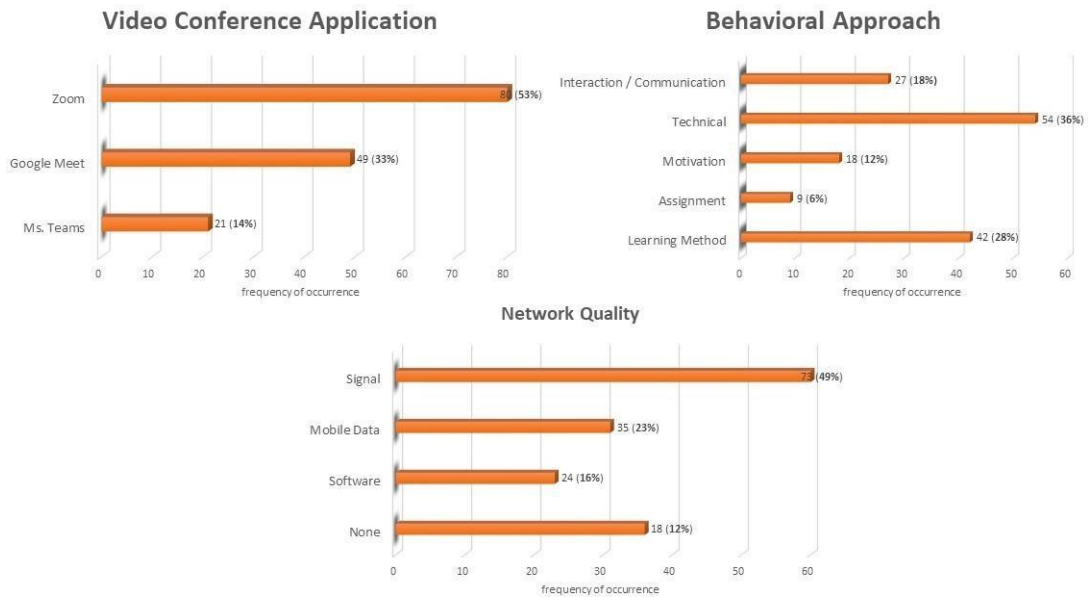 Video Conference Application
Zoom
80 (53%)
Google Meet
49 (33%)
Ms. Teams
21 (14%)
0 10 20 30 40 50 60 70 80
frequency of occurrence
Behavioral Approach
Interaction / Communication
27 (18%)
Technical
54 (36%)
Motivation
18 (12%)
Assignment
9 (6%)
Learning Method
42 (28%)
0 10 20 30 40 50 60
frequency of occurrence
Network Quality
Signal
73 (49%)
Mobile Data
35 (23%)
Software
24 (16%)
None
18 (12%)
0 10 20 30 40 50 60
frequency of occurrence